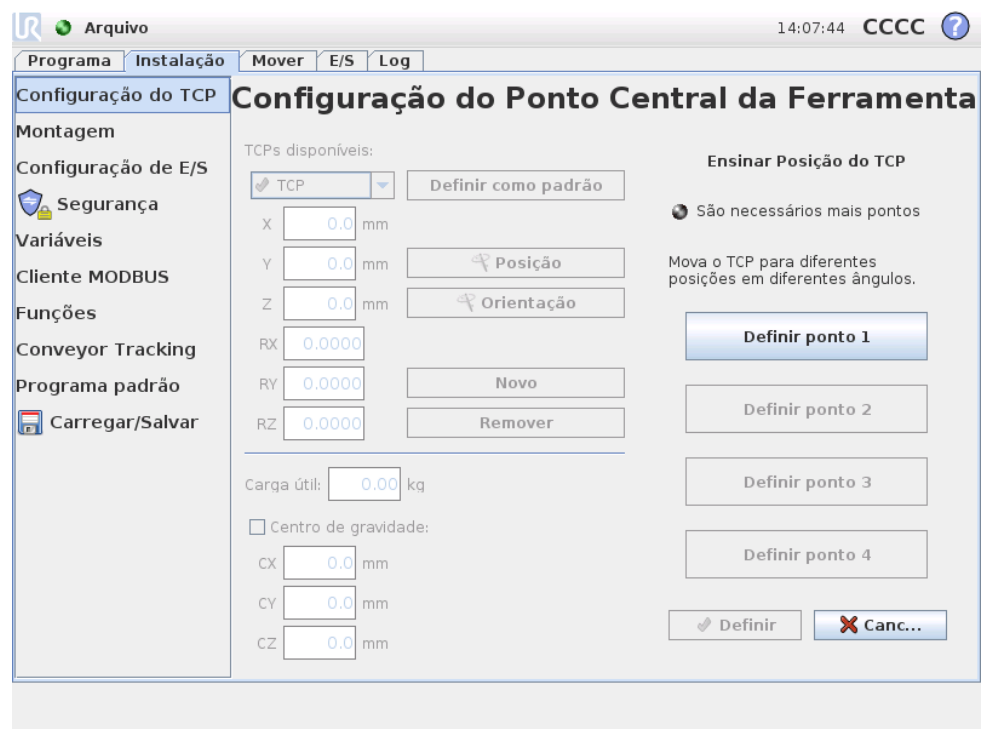 Arquivo 14:07:44 CCCC ?
Programa Instalação Mover E/S Log
Configuração do TCP
Montagem
Configuração de E/S
Segurança
Variáveis
Cliente MODBUS
Funções
Conveyor Tracking
Programa padrão
Carregar/Salvar
Configuração do Ponto Central da Ferramenta
TCPs disponíveis:
TCP Definir como padrão
X 0.0 mm
Y 0.0 mm Posição
Z 0.0 mm Orientação
RX 0.0000
RY 0.0000 Novo
RZ 0.0000 Remover
Carga útil: 0.00 kg
Centro de gravidade:
CX 0.0 mm
CY 0.0 mm
CZ 0.0 mm
Ensinar Posição do TCP
São necessários mais pontos
Mova o TCP para diferentes
posições em diferentes ângulos.
Definir ponto 1
Definir ponto 2
Definir ponto 3
Definir ponto 4
Definir Canc...